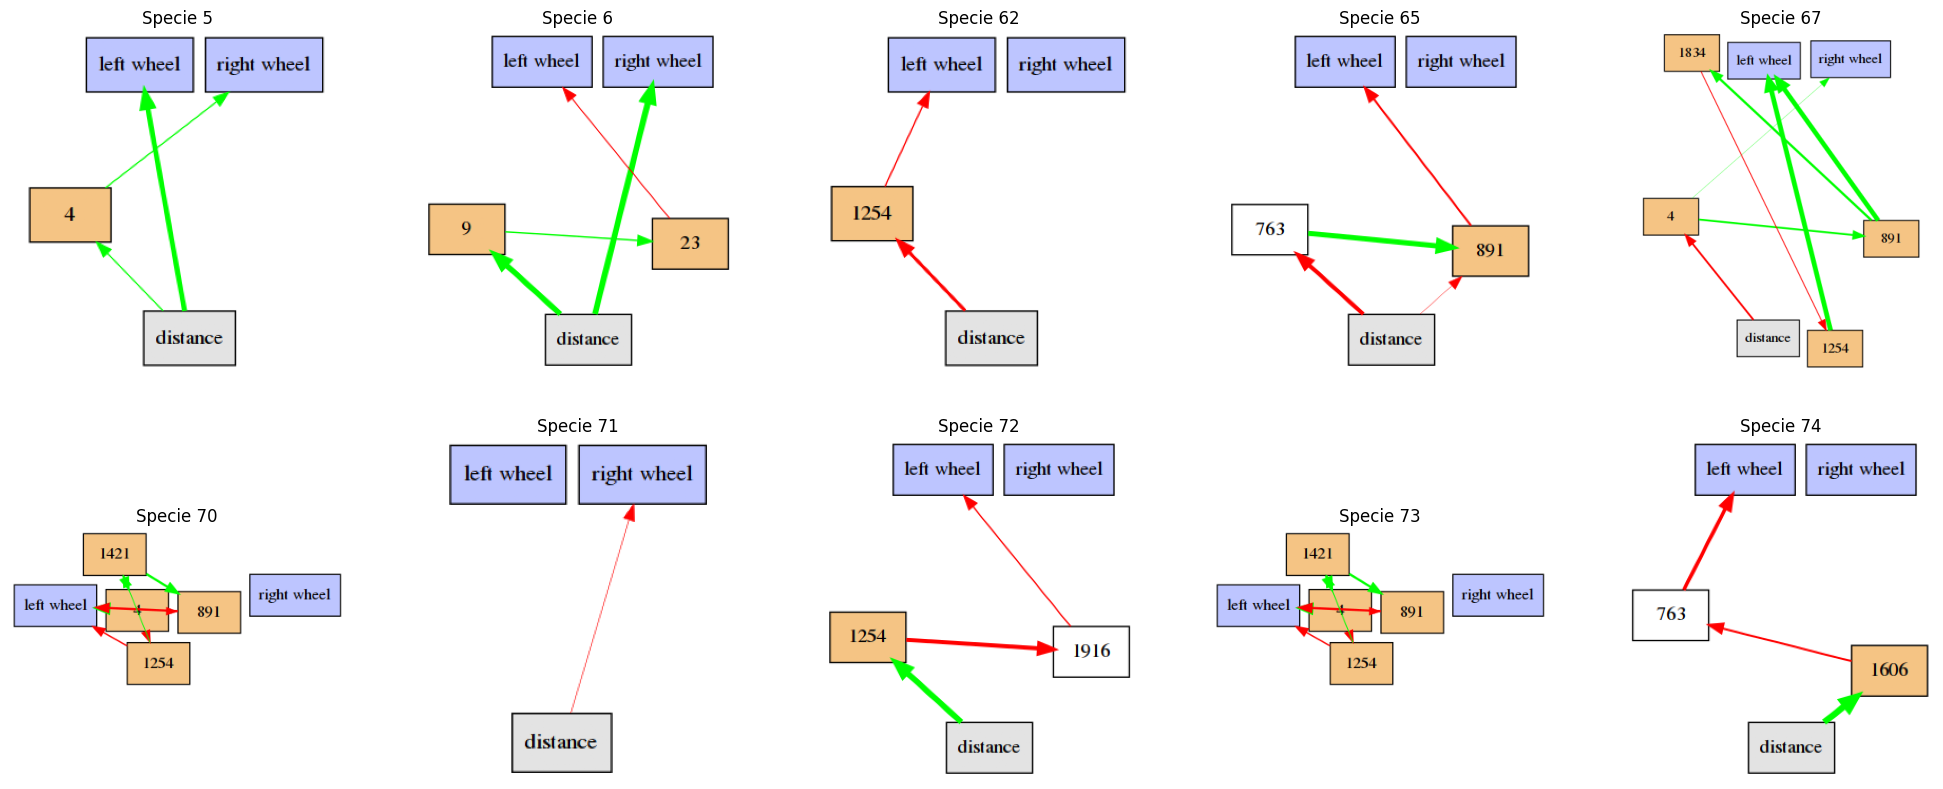 Specie 5
left wheel
right wheel
4
distance
Specie 6
left wheel
right wheel
9
23
distance
Specie 62
left wheel
right wheel
1254
distance
Specie 65
left wheel
right wheel
763
891
distance
Specie 67
1834
left wheel
right wheel
4
891
distance
1254
Specie 70
1421
left wheel
4
891
right wheel
1254
Specie 71
left wheel
right wheel
distance
Specie 72
left wheel
right wheel
1254
1916
distance
Specie 73
1421
left wheel
4
891
right wheel
1254
Specie 74
left wheel
right wheel
763
1606
distance